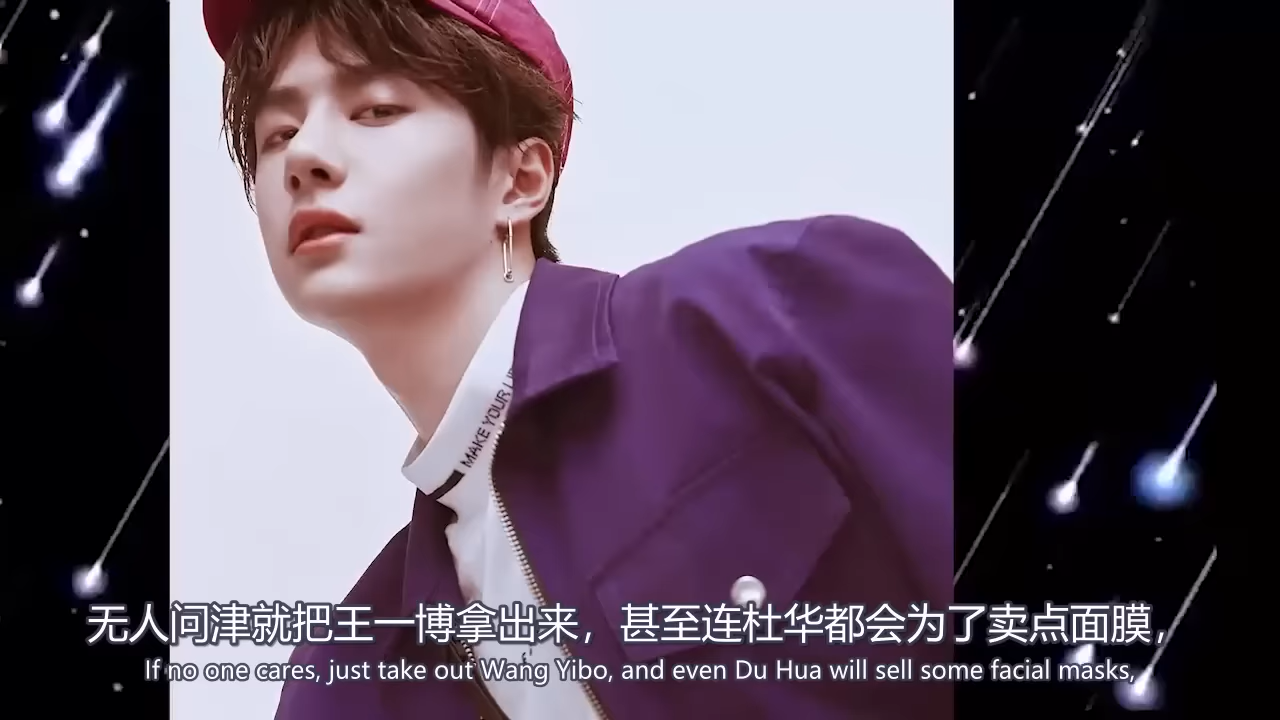 MAKE YOUR LI
无人问津就把王一博拿出来，甚至连杜华都会为了卖点面膜，
If no one cares, just take out Wang Yibo, and even Du Hua will sell some facial masks,